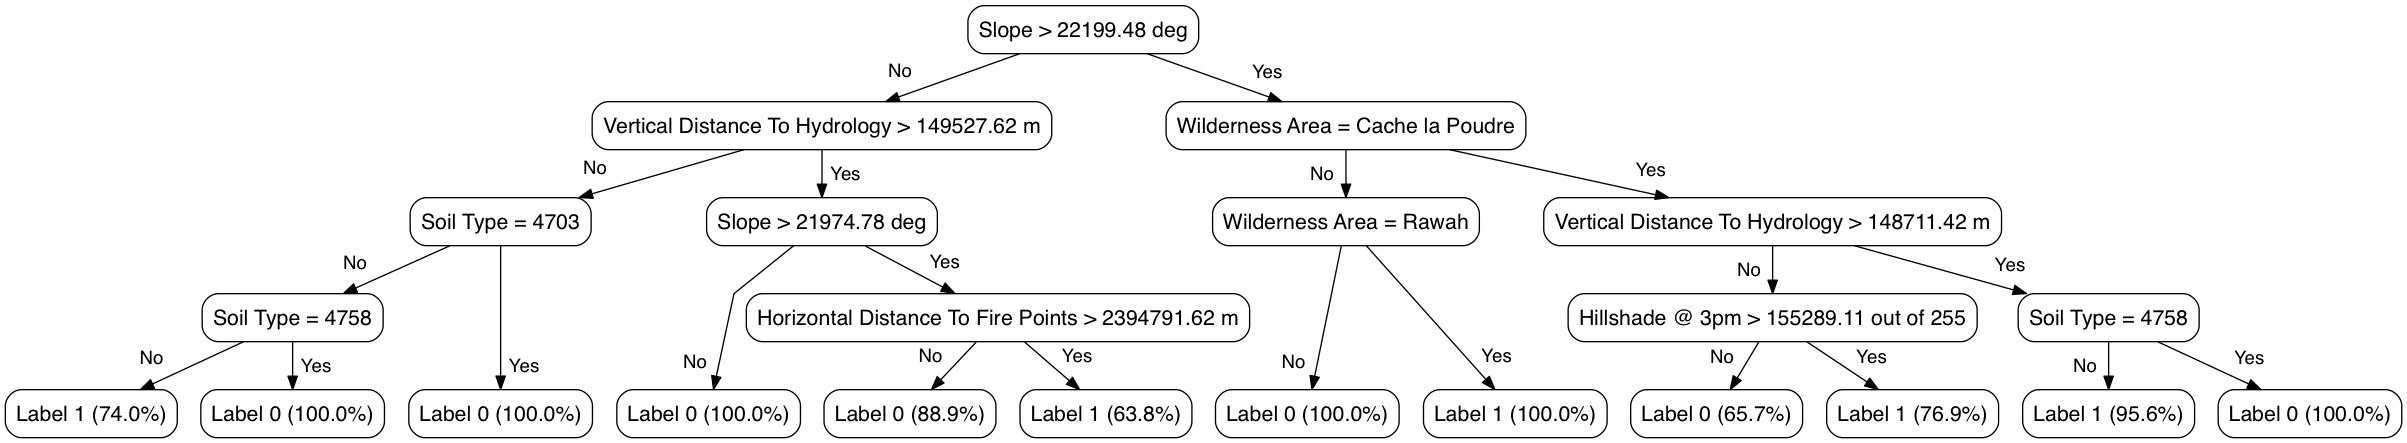 Slope > 22199.48 deg
No
Yes
Vertical Distance To Hydrology > 149527.62 m
Wilderness Area = Cache la Poudre
No
Yes
No
Yes
Soil Type = 4703
Slope > 21974.78 deg
Wilderness Area = Rawah
Vertical Distance To Hydrology > 148711.42 m
No
Yes
No
Yes
Soil Type = 4758
Horizontal Distance To Fire Points > 2394791.62 m
Hillshade @ 3pm > 155289.11 out of 255
Soil Type = 4758
No
Yes
Yes
No
No
Yes
No
Yes
No
Yes
No
Yes
Label 1 (74.0%)
Label 0 (100.0%)
Label 0 (100.0%)
Label 0 (100.0%)
Label 0 (88.9%)
Label 1 (63.8%)
Label 0 (100.0%)
Label 1 (100.0%)
Label 0 (65.7%)
Label 1 (76.9%)
Label 1 (95.6%)
Label 0 (100.0%)